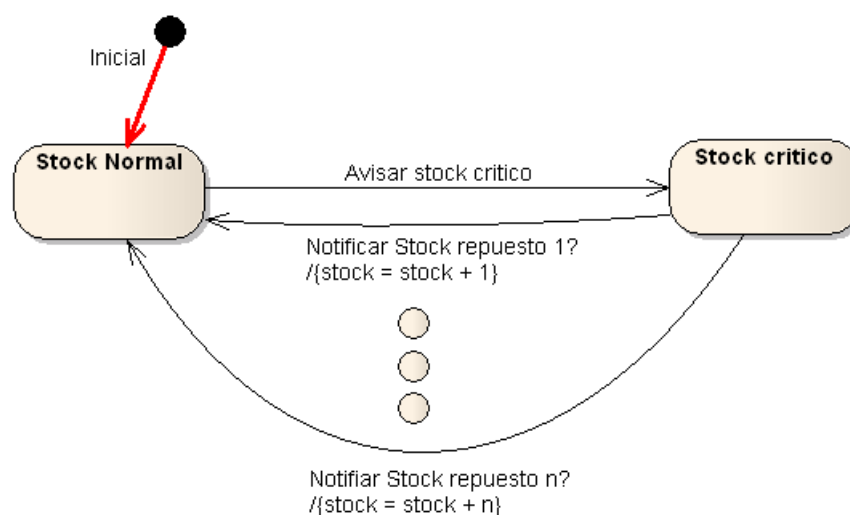 Inicial
Stock Normal
Stock critico
Avisar stock critico
Notificar Stock repuesto 1?
/{stock = stock + 1}
Notifiar Stock repuesto n?
/{stock = stock + n}